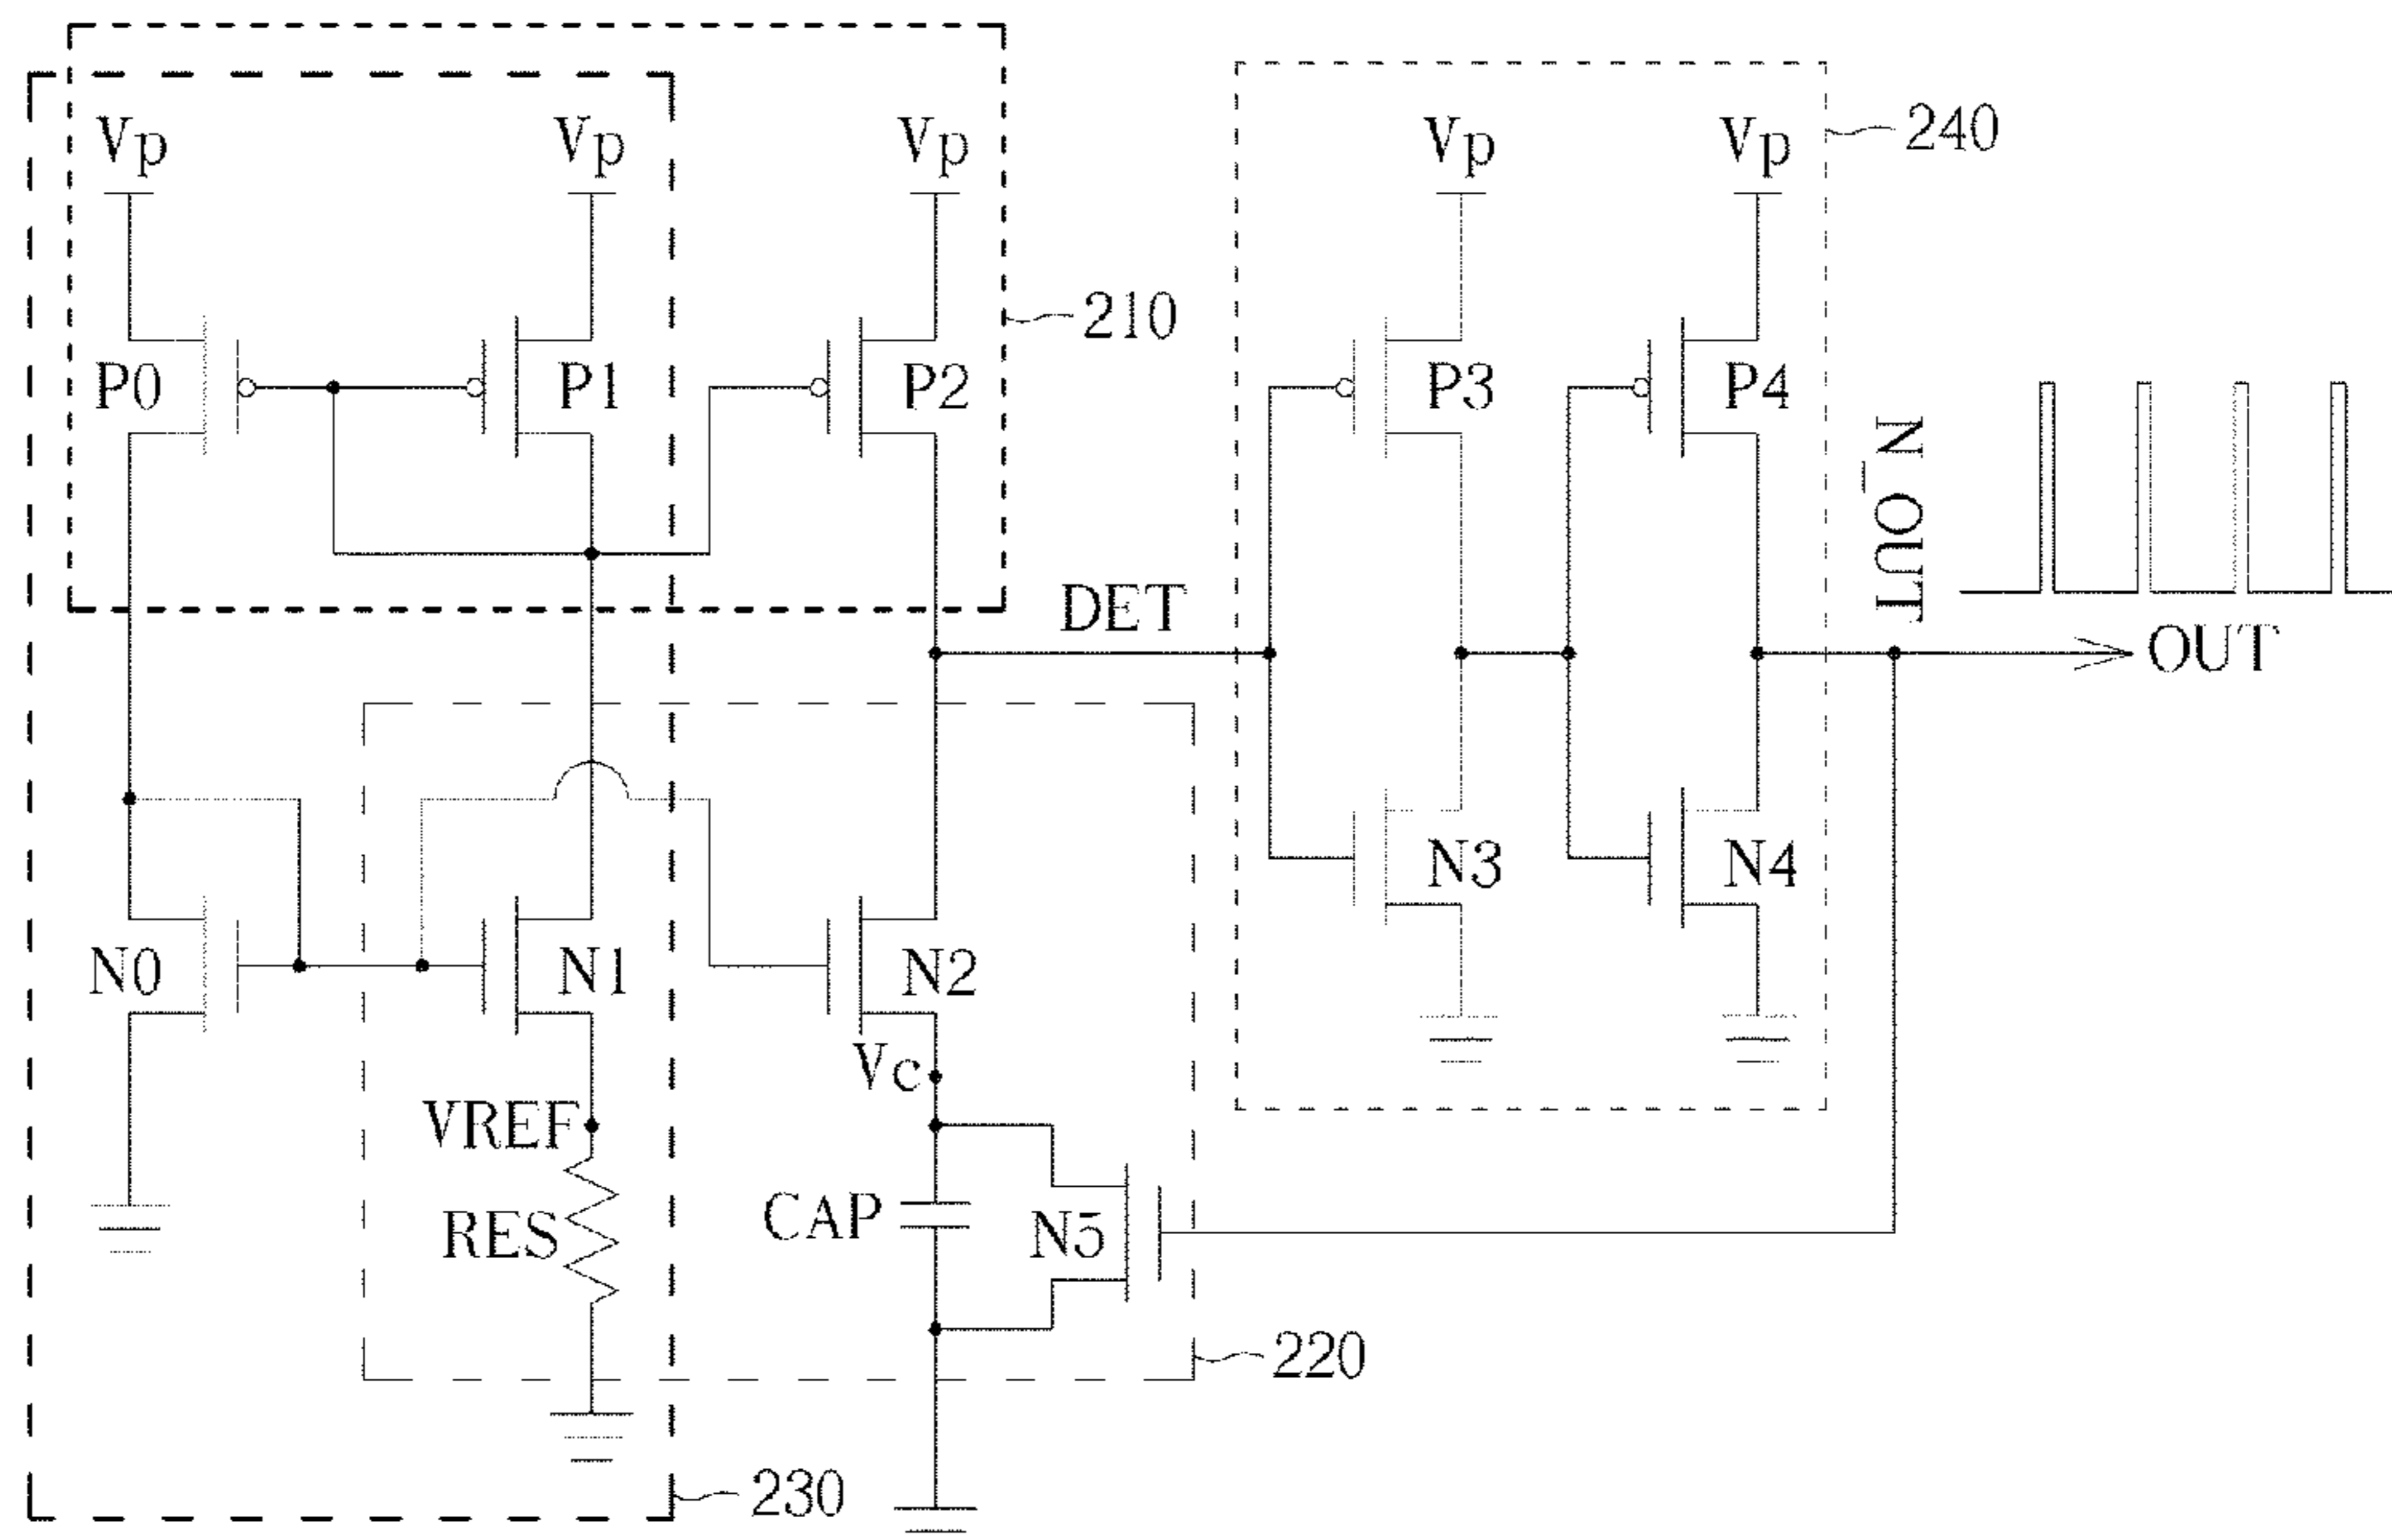 Vp Vp Vp Vp Vp 240
210
P0 P1 P2 P3 P4
N_OUT
DET
OUT
N3 N4
N0 N1 N2
Vc
VREF
RES CAP N5
220
230